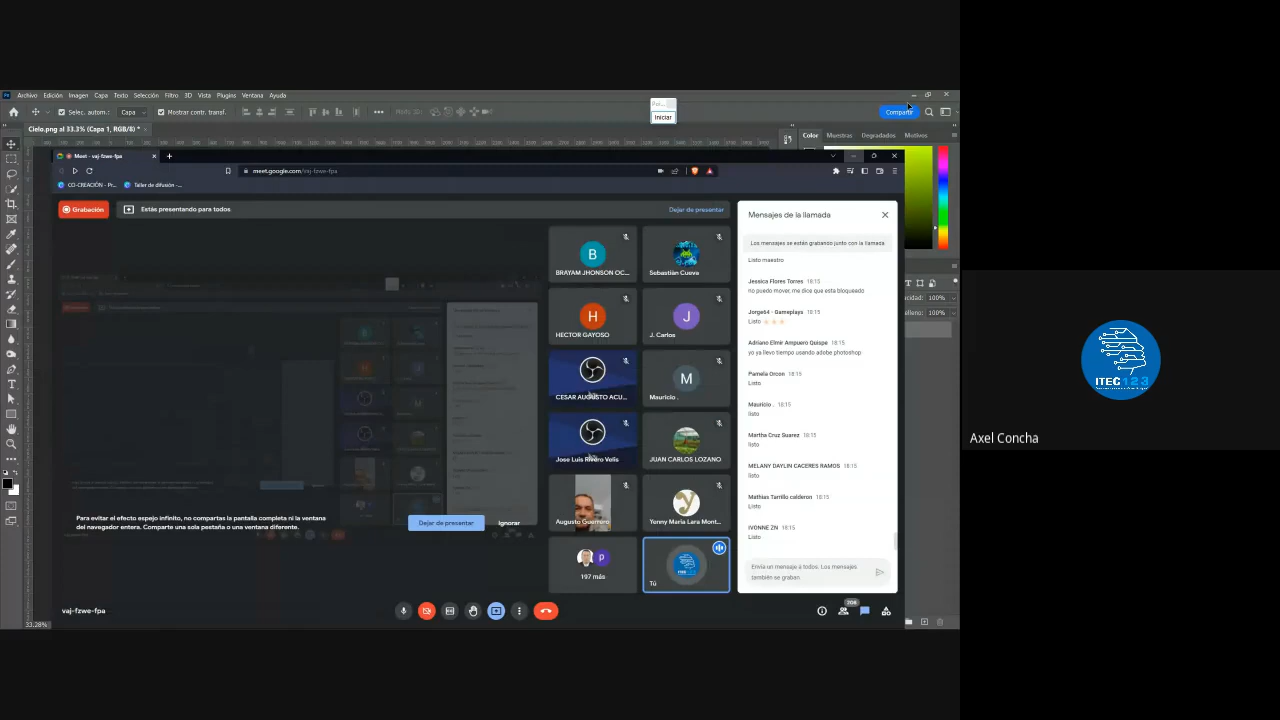 Archivo Edición Imagen Capa Texto Selección Filtro 3D Vista Plugins Ventana Ayuda
Selec. autom.: Capa Mostrar contr. transf.
Iniciar
Compartir
Cielo.png al 33.3% (Capa 1, RGB/8) *
Color Muestras Degradados Motivos
Meet - vaj-fzwe-fpa
meet.google.com/vaj-fzwe-fpa
CO-CREACIÓN - Pr... Taller de difusión -...
Grabación
Estás presentando para todos
Dejar de presentar
BRAYAM JHONSON OC...
Sebastián Cueva
HECTOR GAYOSO
J. Carlos
CESAR AUGUSTO ACU...
Mauricio .
Jose Luis Rivero Velis
JUAN CARLOS LOZANO
Augusto Guerrero
Yenny Maria Lara Mont...
197 más
Tú
Para evitar el efecto espejo infinito, no compartas la pantalla completa ni la ventana
del navegador entera. Comparte una sola pestaña o una ventana diferente.
Dejar de presentar
Ignorar
vaj-fzwe-fpa
Mensajes de la llamada
Los mensajes se están grabando junto con la llamada
Listo maestro
Jessica Flores Torres 18:15
no puedo mover, me dice que esta bloqueado
Jorge64 - Gameplays 18:15
Listo
Adriano Elmir Ampuero Quispe 18:15
yo ya llevo tiempo usando adobe photoshop
Pamela Orcon 18:15
Listo
Mauricio . 18:15
listo
Martha Cruz Suarez 18:15
listo
MELANY DAYLIN CACERES RAMOS 18:15
listo
Mathias Tarrillo calderon 18:15
Listo
IVONNE ZN 18:15
Listo
Envía un mensaje a todos. Los mensajes
también se graban
206
100%
100%
33.28%
ITEC 123
Axel Concha